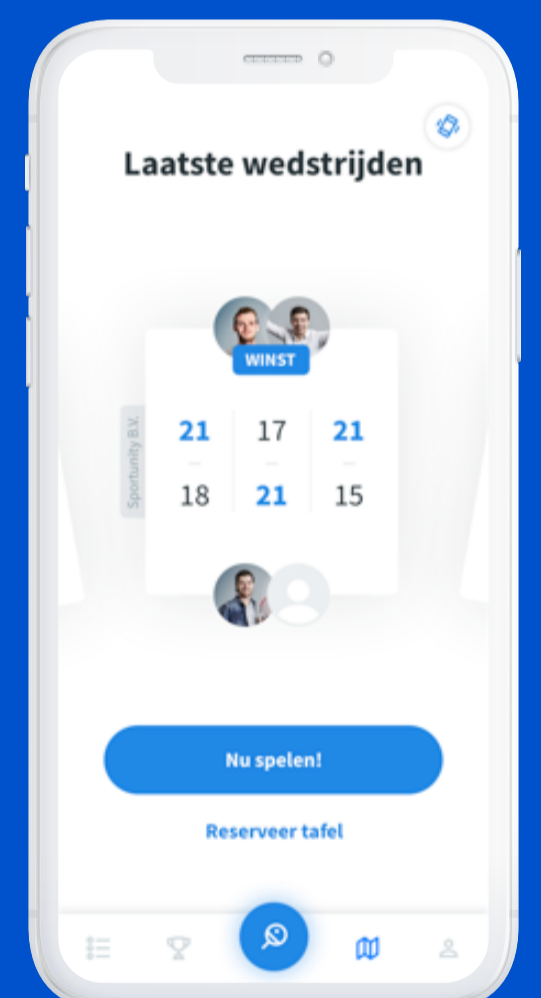 Laatste wedstrijden
WINST
Sportunity B.V.
21 17 21
18 21 15
Nu spelen!
Reserveer tafel